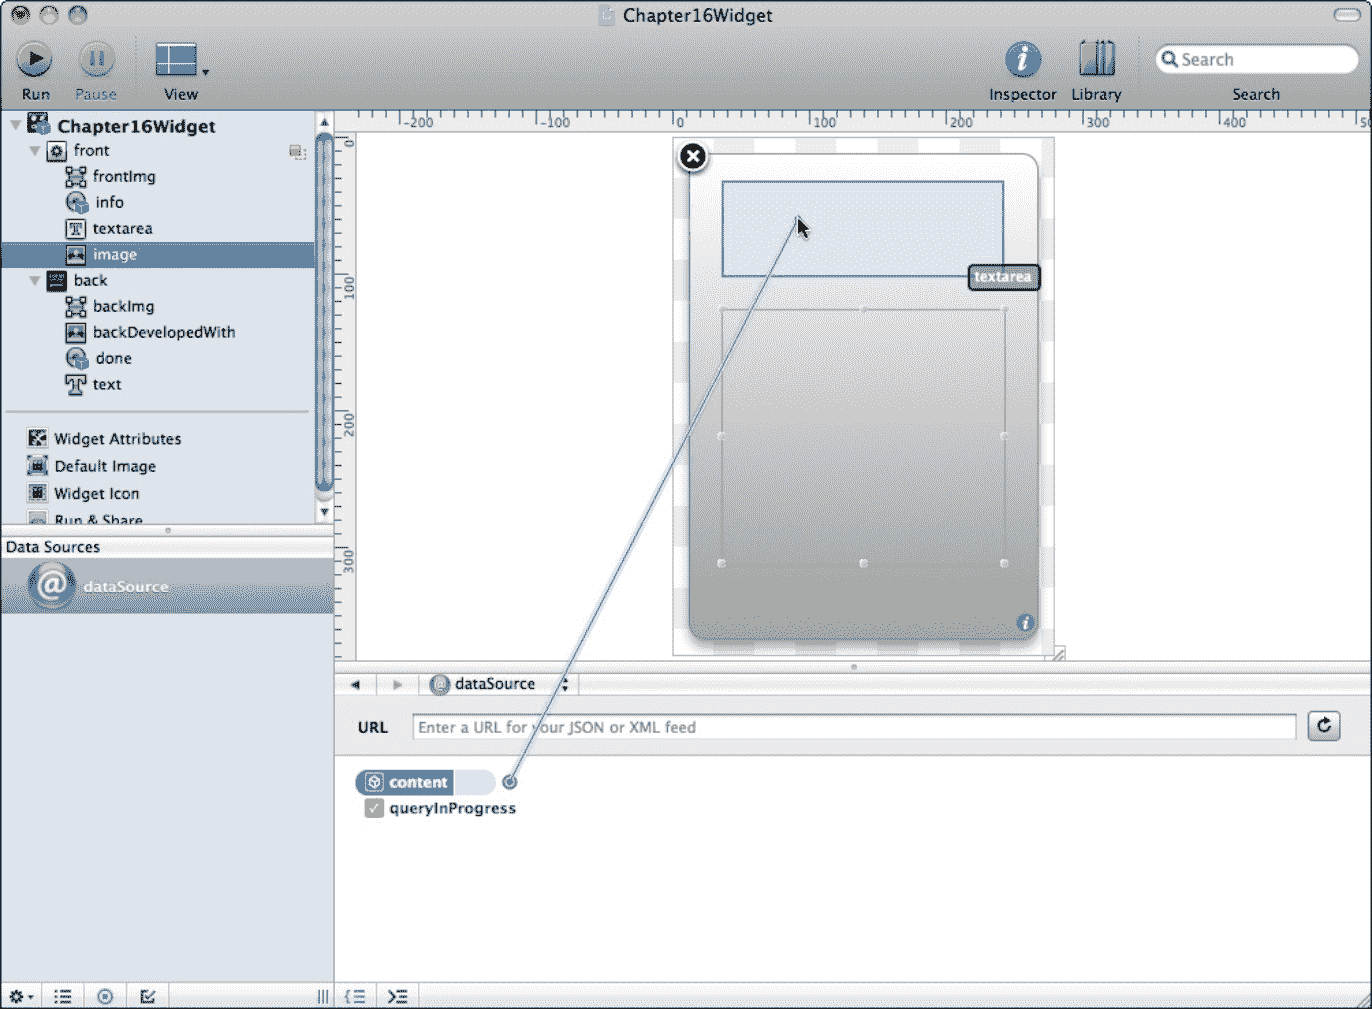 Chapter16Widget
Run Pause View Inspector Library Search
Search
Chapter16Widget
front
frontImg
info
textarea
image
back
backImg
backDevelopedWith
done
text
Widget Attributes
Default Image
Widget Icon
Run & Share
Data Sources
@ dataSource
-200 -100 0 100 200 300 400
0
100
200
300
textarea
i
dataSource
URL Enter a URL for your JSON or XML feed
content
queryInProgress